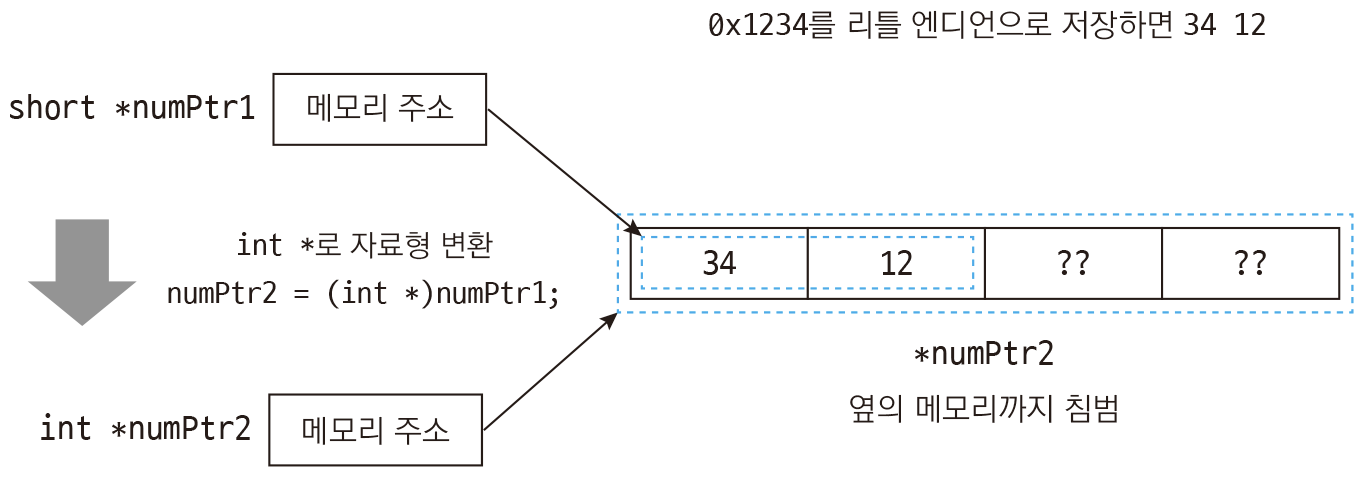 0x1234를 리틀 엔디언으로 저장하면 34 12
short *numPtr1
메모리 주소
int *로 자료형 변환
numPtr2 = (int *)numPtr1;
34 12 ?? ??
*numPtr2
옆의 메모리까지 침범
int *numPtr2
메모리 주소